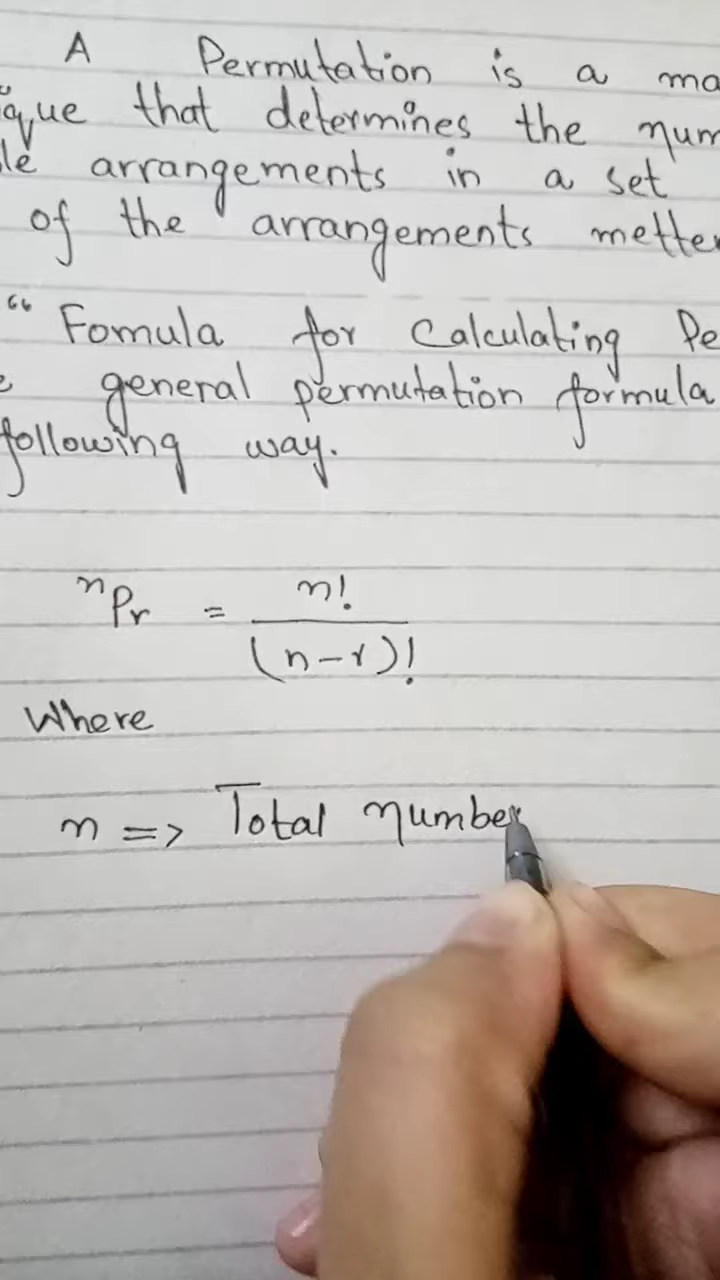 A Permutation is a ma
ique that determines the num
le arrangements in a set
of the arrangements metter
“ Fomula for Calculating Pe
e general permutation formula
following way.
nPr = n! / (n-r)!
Where
n => Total number